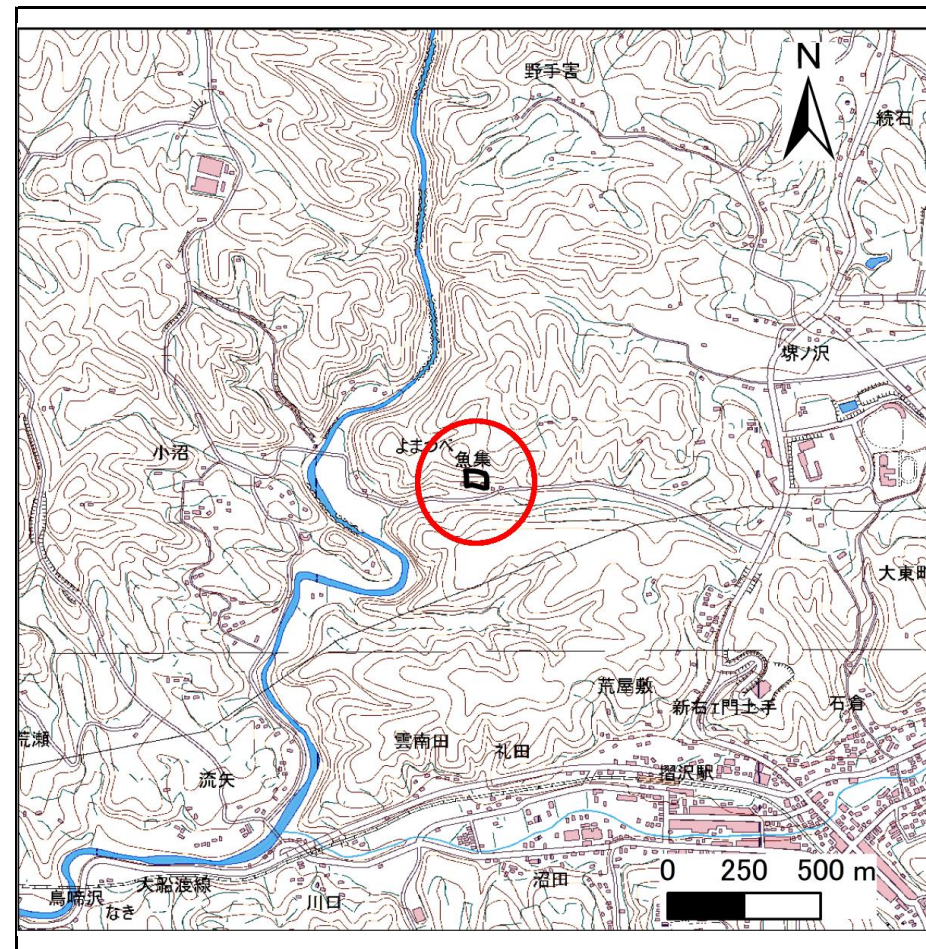 野手害
N
続石
堺ノ沢
よまつべ
魚集
小沼
大東町
荒屋敷
新右エ門土手
石倉
荒瀬
雲南田
礼田
摺沢駅
流矢
0 250 500 m
沼田
大船渡線
鳥啼沢
なき
川口